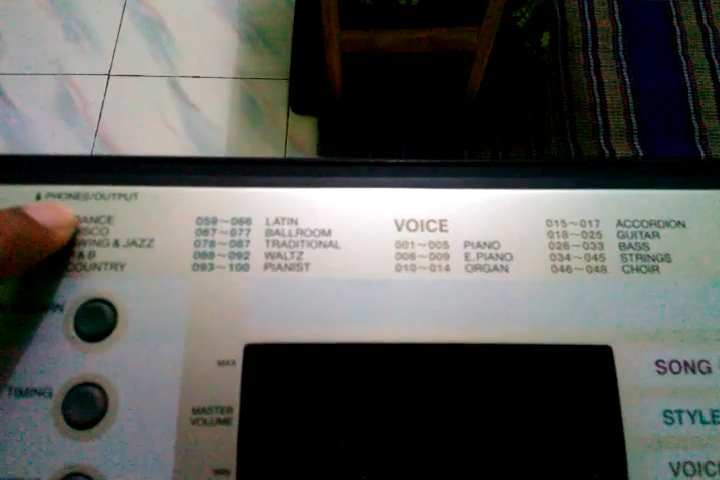 PHONES/OUTPUT
DANCE
DISCO
SWING & JAZZ
R&B
COUNTRY
059~066 LATIN
067~077 BALLROOM
078~087 TRADITIONAL
088~092 WALTZ
093~100 PIANIST
VOICE
001~005 PIANO
006~009 E.PIANO
010~014 ORGAN
015~017 ACCORDION
018~025 GUITAR
026~033 BASS
034~045 STRINGS
046~048 CHOIR
TIMING
MAX
MASTER
VOLUME
MIN
SONG
STYLE
VOICE